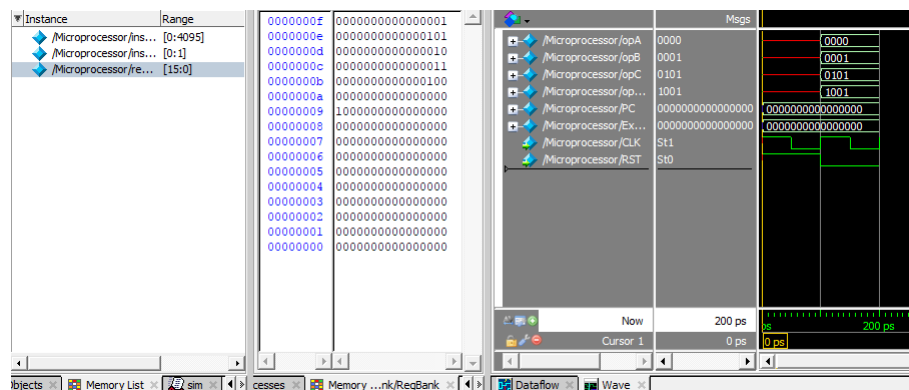 Instance Range
/Microprocessor/ins... [0:4095]
/Microprocessor/ins... [0:1]
/Microprocessor/re... [15:0]
0000000f 0000000000000001
0000000e 0000000000000101
0000000d 0000000000000010
0000000c 0000000000000011
0000000b 0000000000000100
0000000a 0000000000000000
00000009 1000000000000000
00000008 0000000000000000
00000007 0000000000000000
00000006 0000000000000000
00000005 0000000000000000
00000004 0000000000000000
00000003 0000000000000000
00000002 0000000000000000
00000001 0000000000000000
00000000 0000000000000000
Msgs
/Microprocessor/opA 0000 0000
/Microprocessor/opB 0001 0001
/Microprocessor/opC 0101 0101
/Microprocessor/op... 1001 1001
/Microprocessor/PC 0000000000000000 0000000000000000
/Microprocessor/Ex... 0000000000000000 0000000000000000
/Microprocessor/CLK St1
/Microprocessor/RST St0
Now 200 ps ps 200 ps
Cursor 1 0 ps 0 ps
bjects Memory List sim cesses Memory ...nk/RegBank Dataflow Wave